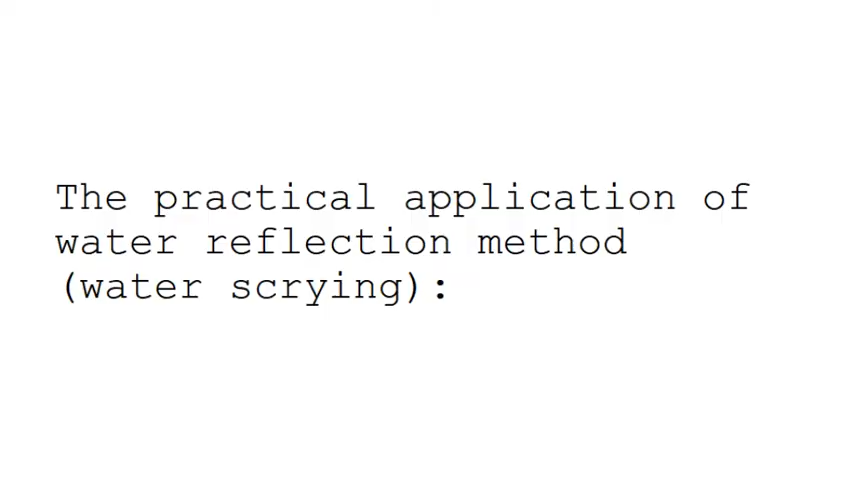 The practical application of
water reflection method
(water scrying):